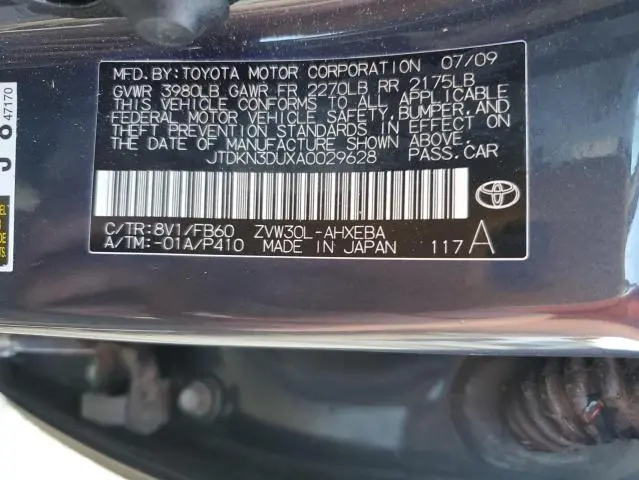 MFD.BY:TOYOTA MOTOR CORPORATION 07/09
GVWR 3980LB GAWR FR 2270LB RR 2175LB
THIS VEHICLE CONFORMS TO ALL APPLICABLE
FEDERAL MOTOR VEHICLE SAFETY,BUMPER,AND
THEFT PREVENTION STANDARDS IN EFFECT ON
THE DATE OF MANUFACTURE SHOWN ABOVE.
JTDKN3DUXA0029628 PASS.CAR
C/TR:8V1/FB60 ZVW30L-AHXEBA
A/TM:-01A/P410 MADE IN JAPAN 117A
47170